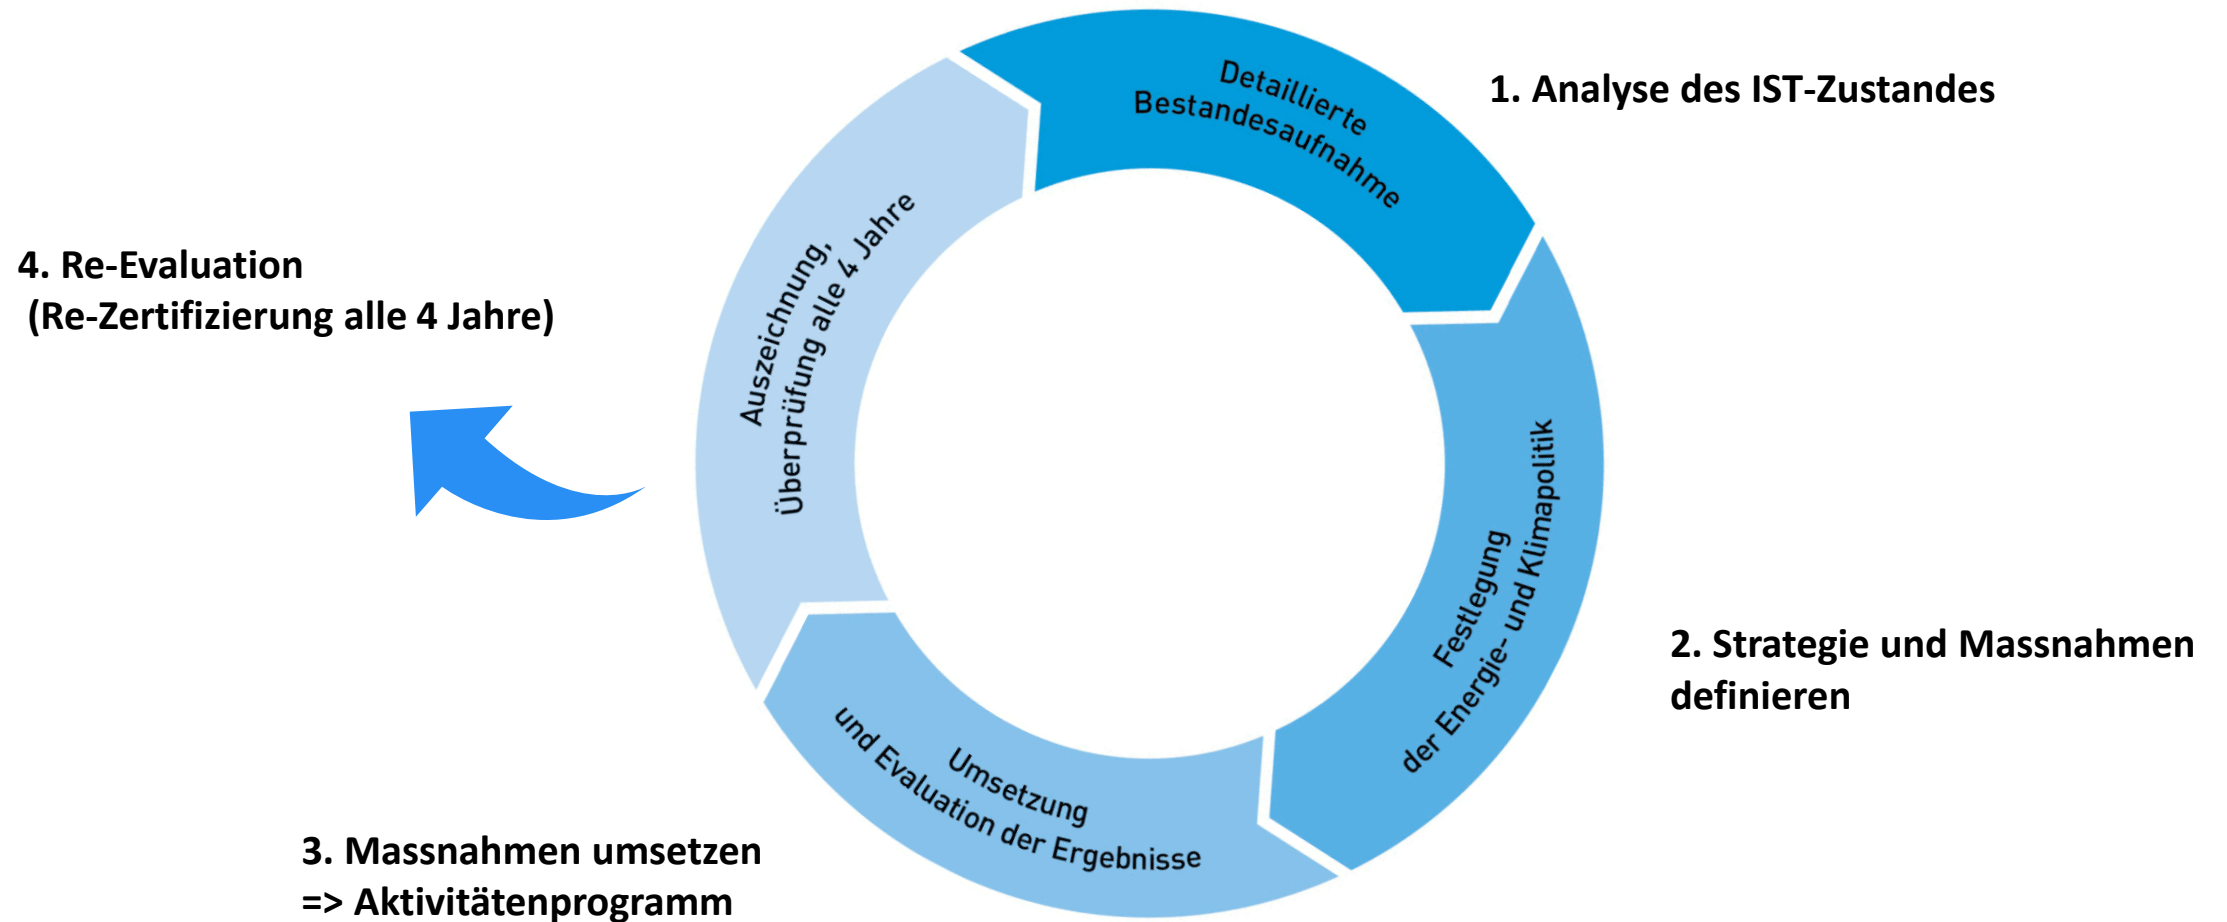 Detaillierte
Bestandesaufnahme
1. Analyse des IST-Zustandes
Festlegung
der Energie- und Klimapolitik
2. Strategie und Massnahmen
definieren
Umsetzung
und Evaluation der Ergebnisse
3. Massnahmen umsetzen
=> Aktivitätenprogramm
Auszeichnung,
Überprüfung alle 4 Jahre
4. Re-Evaluation
(Re-Zertifizierung alle 4 Jahre)